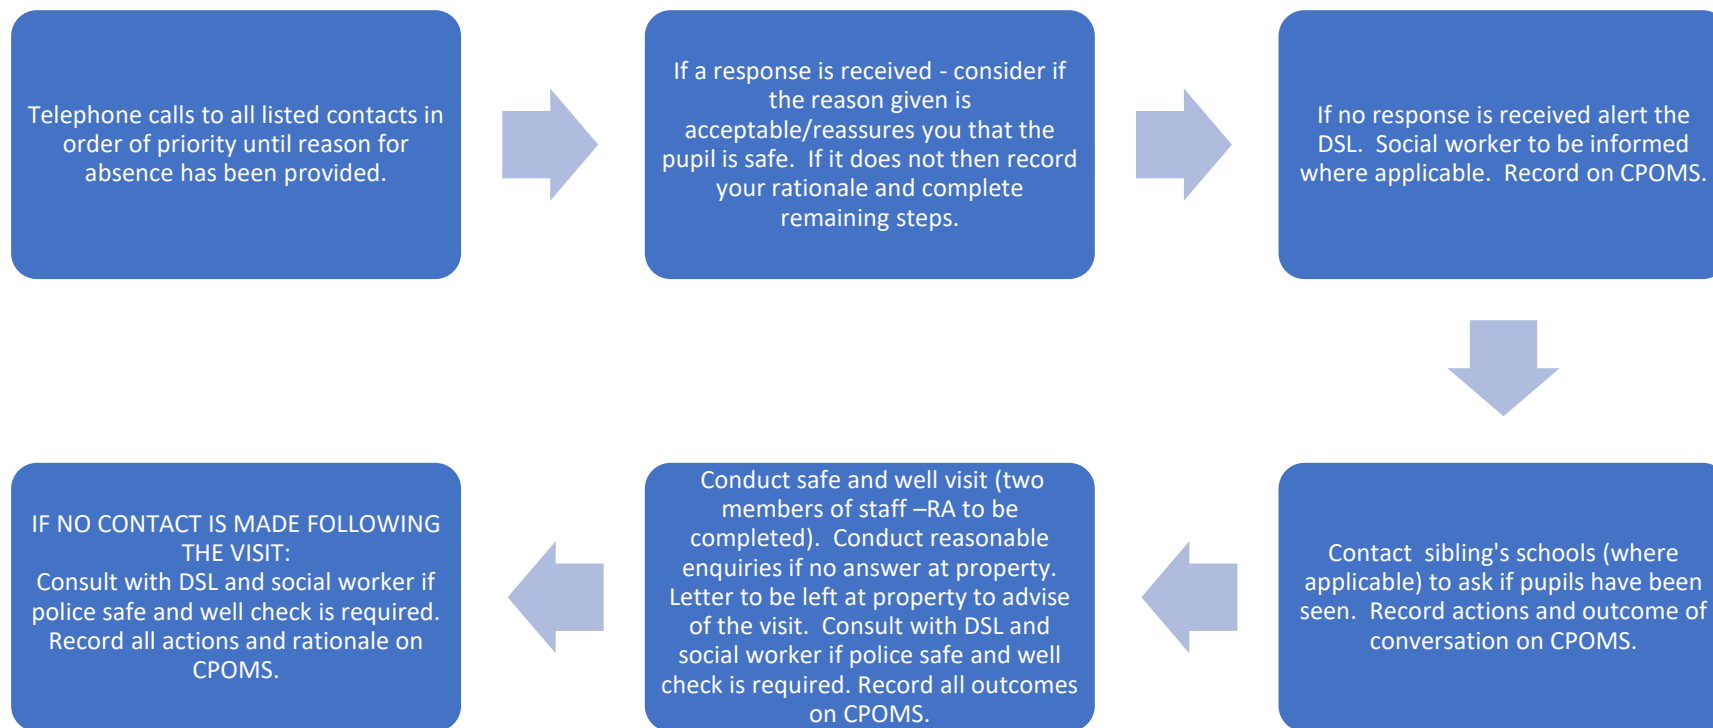 Telephone calls to all listed contacts in
order of priority until reason for
absence has been provided.
If a response is received - consider if
the reason given is
acceptable/reassures you that the
pupil is safe.  If it does not then record
your rationale and complete
remaining steps.
If no response is received alert the
DSL.  Social worker to be informed
where applicable.  Record on CPOMS.
Contact  sibling's schools (where
applicable) to ask if pupils have been
seen.  Record actions and outcome of
conversation on CPOMS.
Conduct safe and well visit (two
members of staff –RA to be
completed).  Conduct reasonable
enquiries if no answer at property.
Letter to be left at property to advise
of the visit.  Consult with DSL and
social worker if police safe and well
check is required. Record all outcomes
on CPOMS.
IF NO CONTACT IS MADE FOLLOWING
THE VISIT:
Consult with DSL and social worker if
police safe and well check is required.
Record all actions and rationale on
CPOMS.